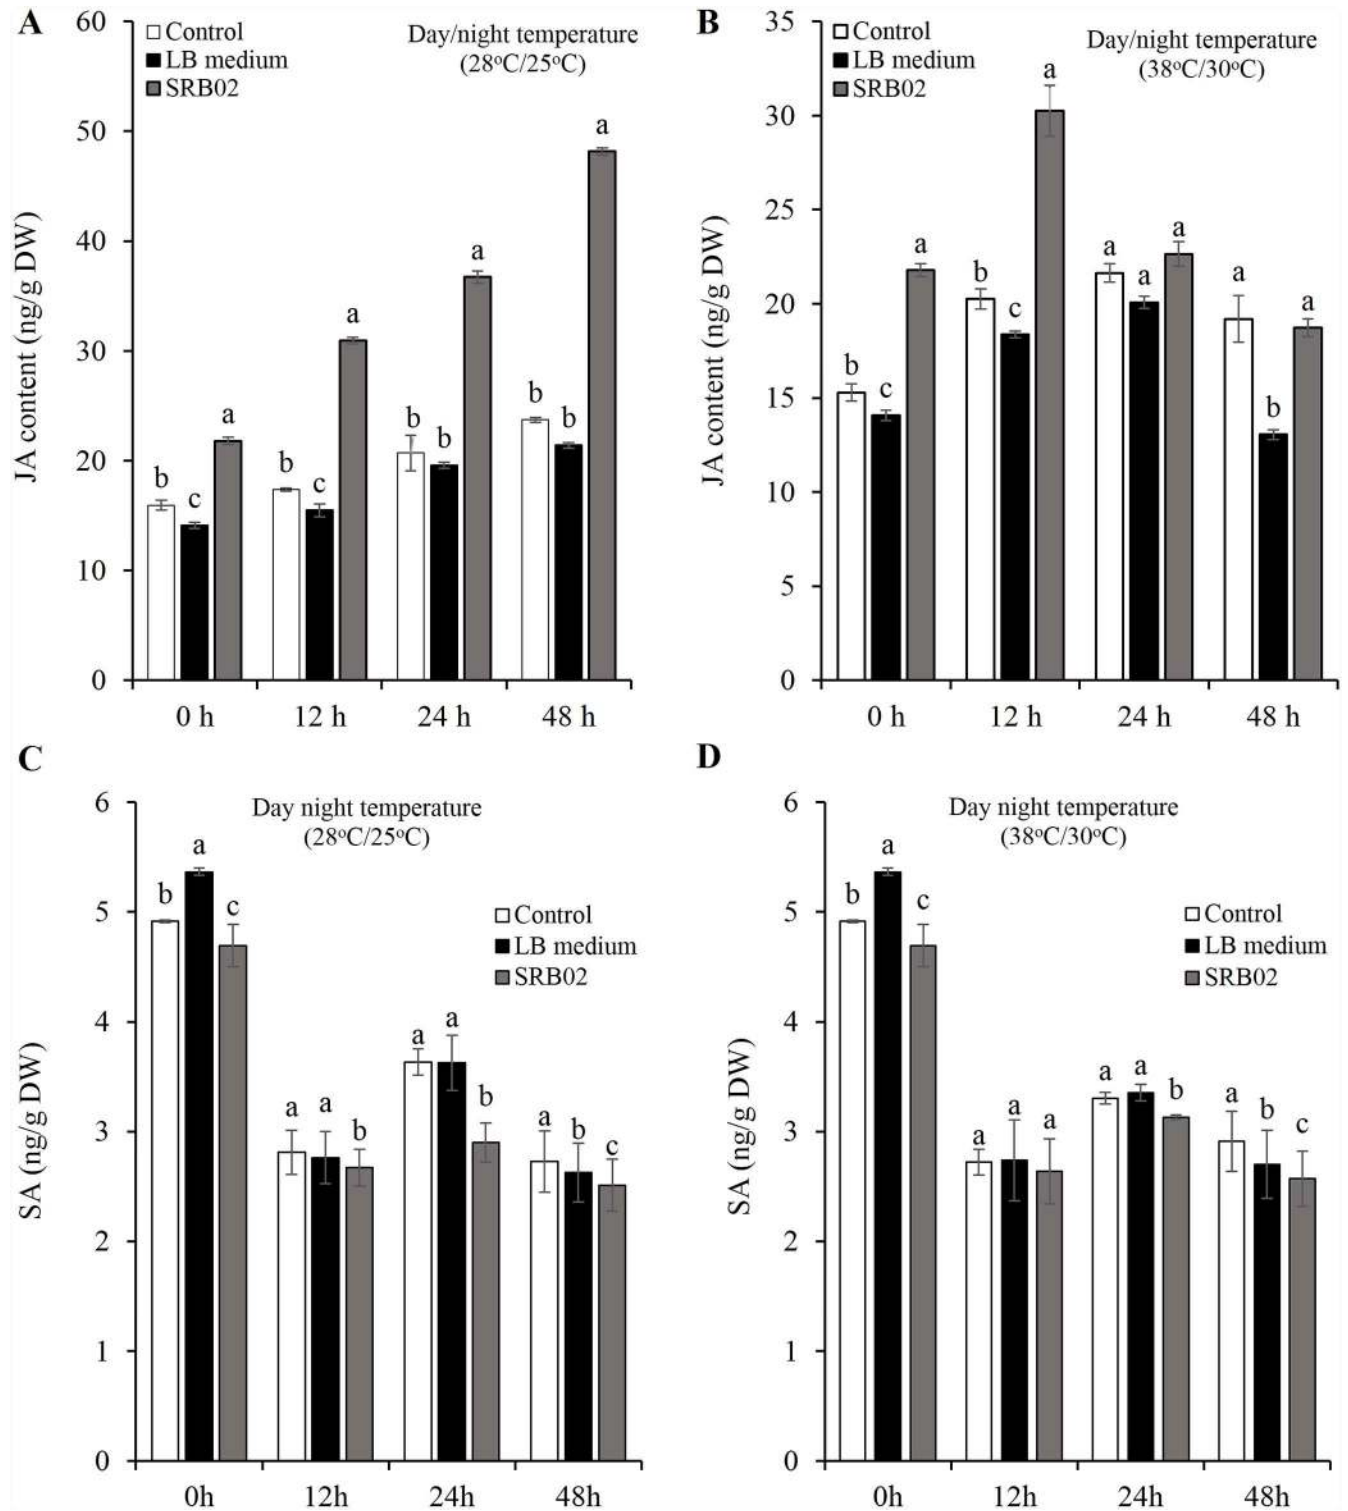 A
Control
LB medium
SRB02
Day/night temperature
(28°C/25°C)
JA content (ng/g DW)
60
50
40
30
20
10
0
b
c
a
b
c
a
b
b
a
b
b
a
0 h
12 h
24 h
48 h
B
Control
LB medium
SRB02
Day/night temperature
(38°C/30°C)
JA content (ng/g DW)
35
30
25
20
15
10
5
0
b
c
a
b
c
a
a
a
a
a
b
a
0 h
12 h
24 h
48 h
C
Day night temperature
(28°C/25°C)
Control
LB medium
SRB02
SA (ng/g DW)
6
5
4
3
2
1
0
b
a
c
a
a
b
a
a
b
a
b
c
0h
12h
24h
48h
D
Day night temperature
(38°C/30°C)
Control
LB medium
SRB02
SA (ng/g DW)
6
5
4
3
2
1
0
b
a
c
a
a
a
a
a
b
a
b
c
0h
12h
24h
48h